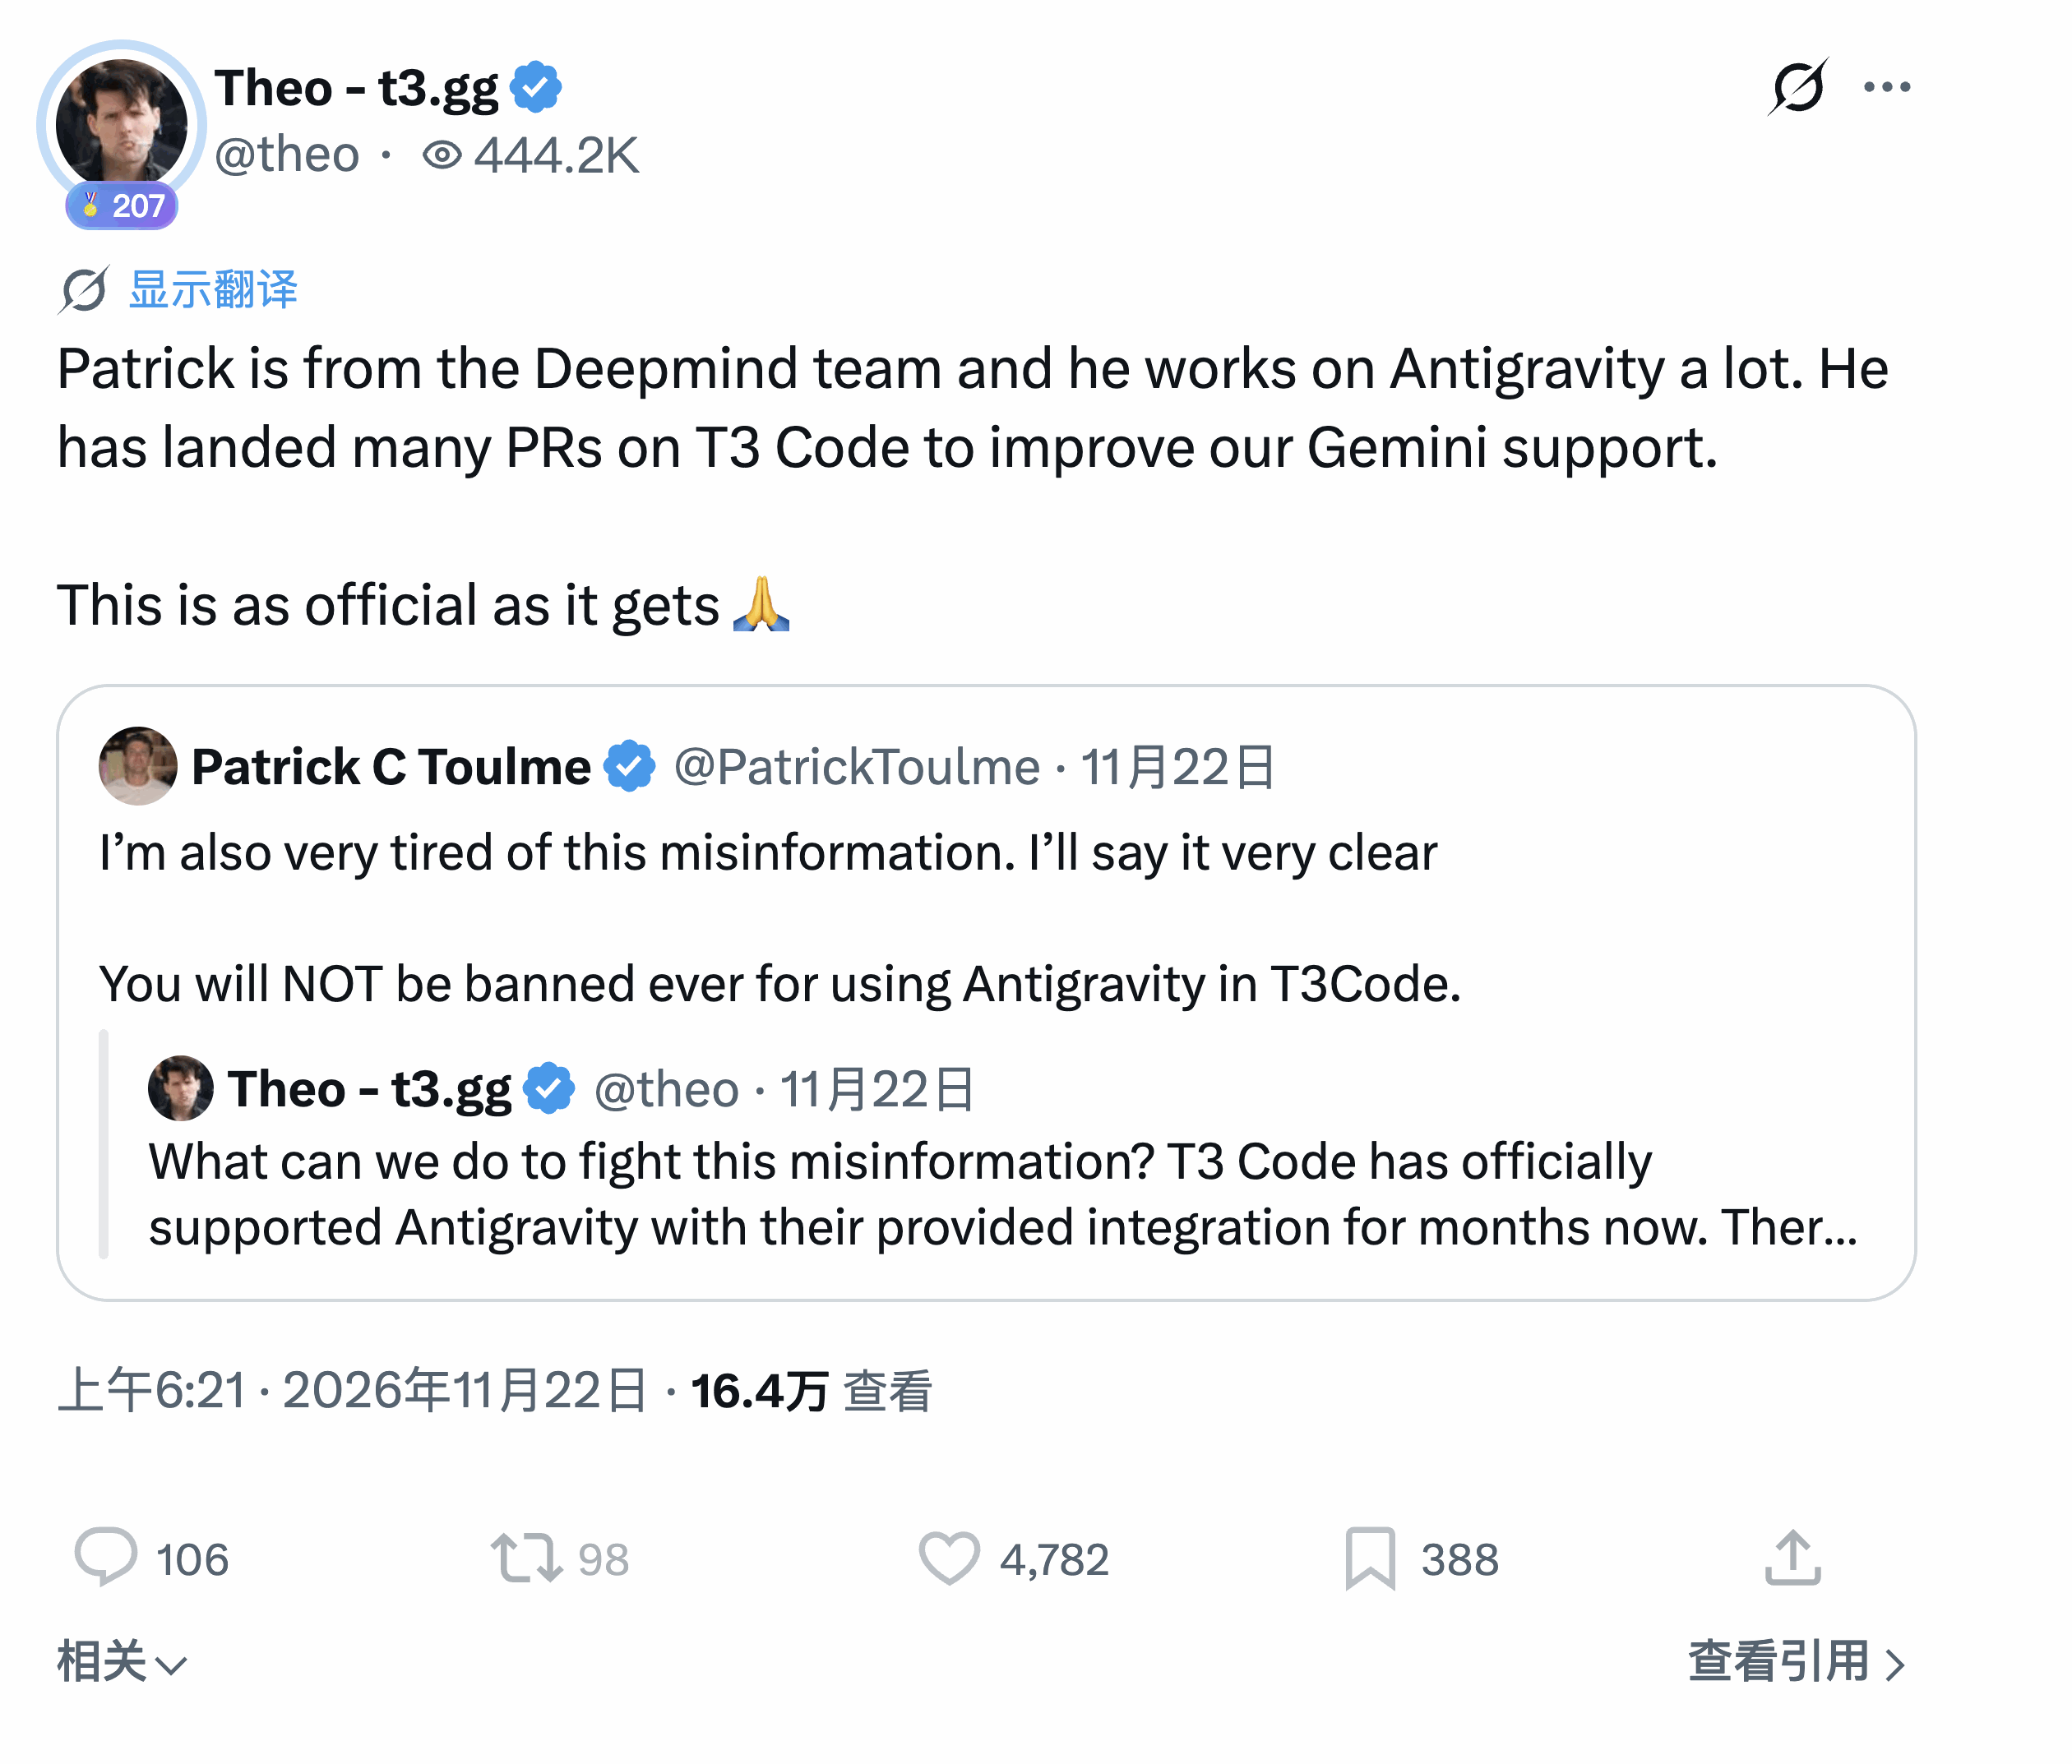 Theo - t3.gg
@theo · 444.2K
🏅 207
显示翻译
Patrick is from the Deepmind team and he works on Antigravity a lot. He
has landed many PRs on T3 Code to improve our Gemini support.
This is as official as it gets 🙏
Patrick C Toulme @PatrickToulme · 11月22日
I’m also very tired of this misinformation. I’ll say it very clear
You will NOT be banned ever for using Antigravity in T3Code.
Theo - t3.gg @theo · 11月22日
What can we do to fight this misinformation? T3 Code has officially
supported Antigravity with their provided integration for months now. Ther...
上午6:21 · 2026年11月22日 · 16.4万 查看
106 98 4,782 388
相关 查看引用